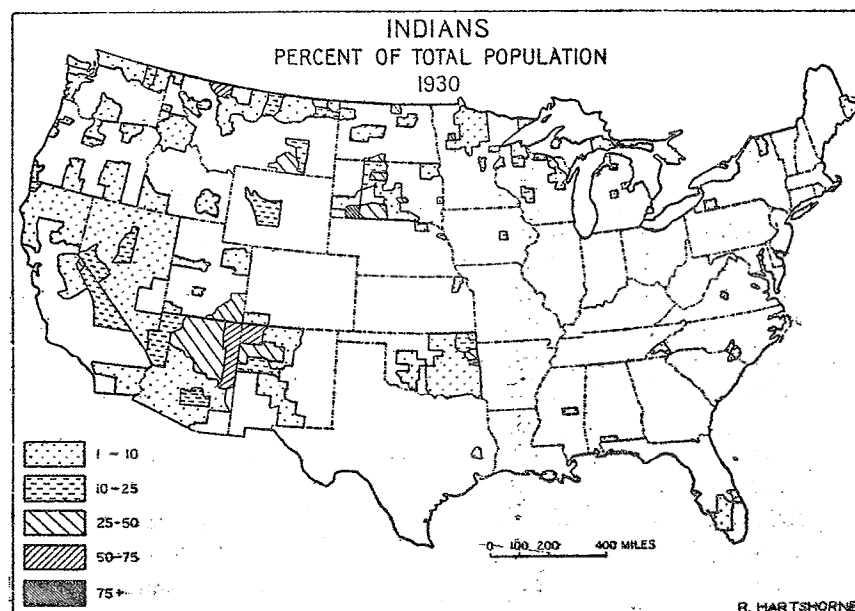 INDIANS
PERCENT OF TOTAL POPULATION
1930
1-10
10-25
25-50
50-75
75+
0 100 200 400 MILES
R. HARTSHORNE